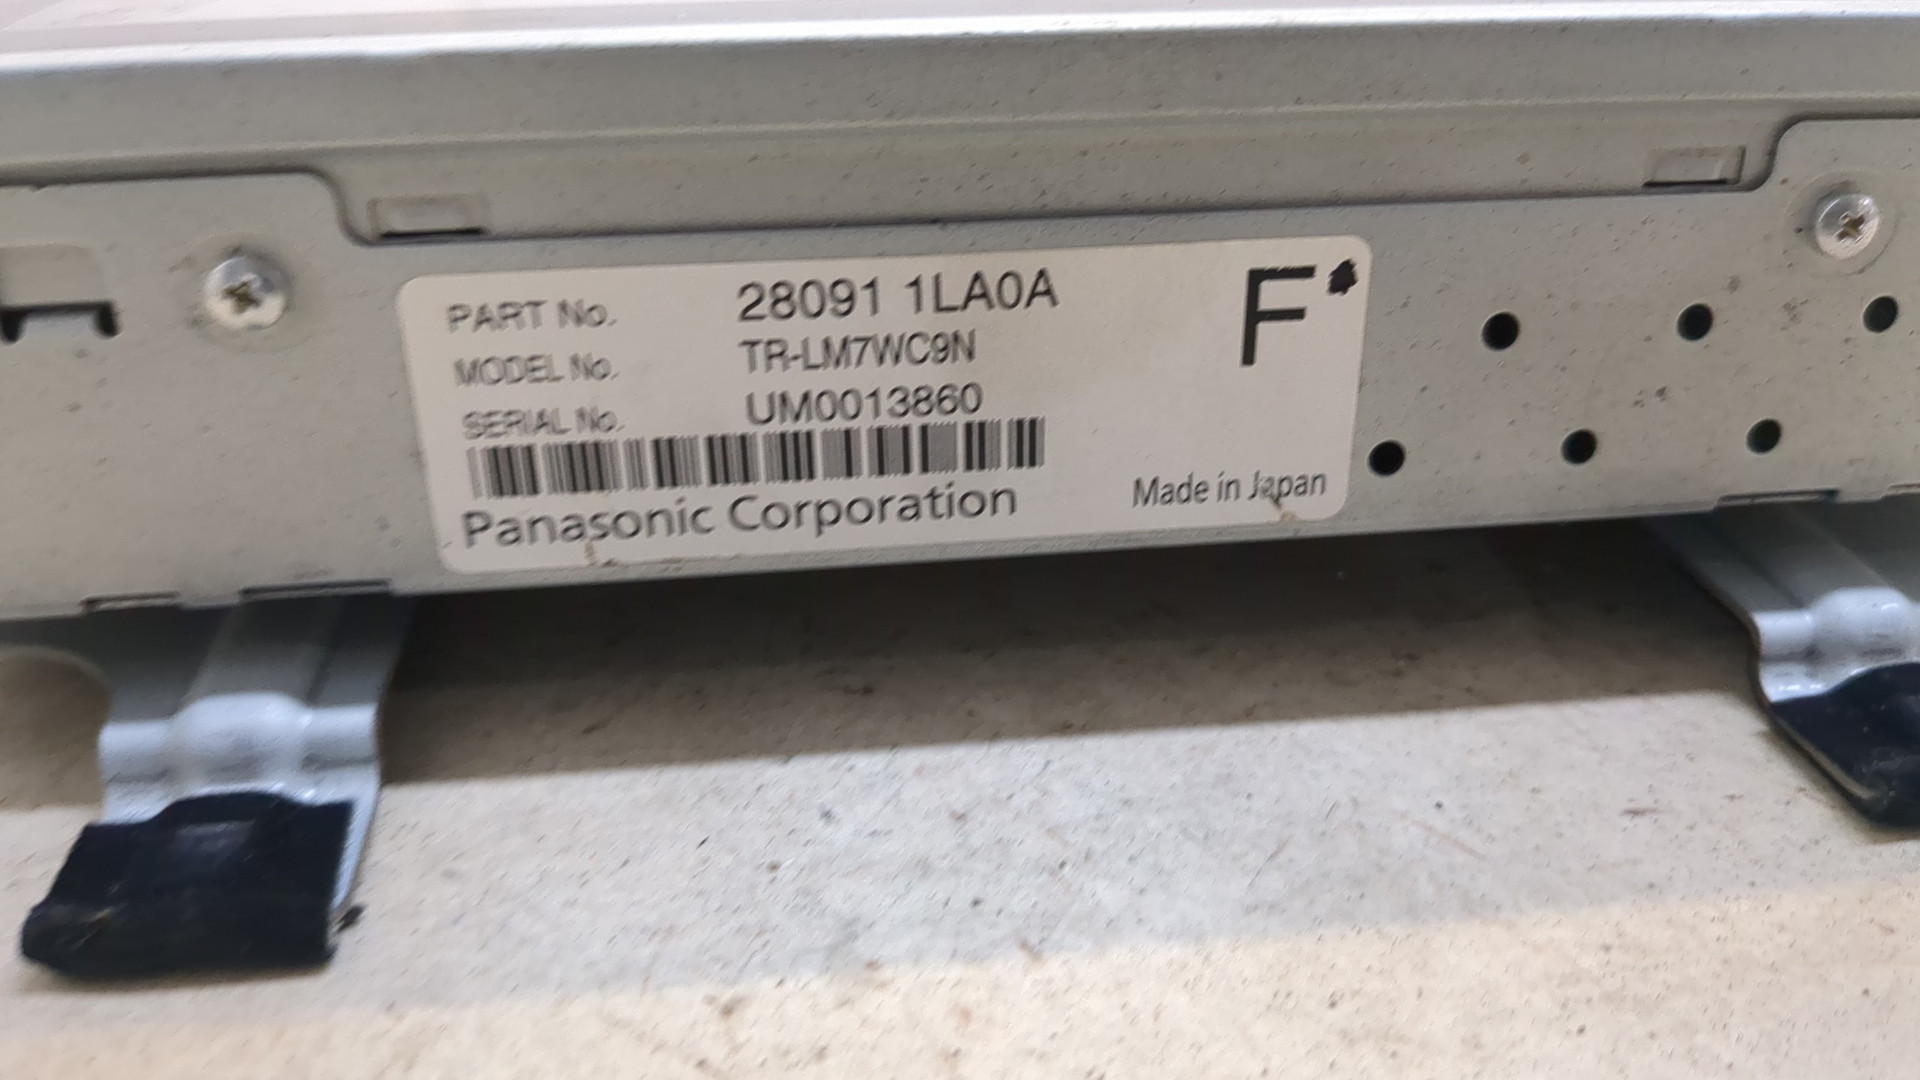 PART No. 28091 1LA0A
MODEL No. TR-LM7WC9N
SERIAL No. UM0013860
Panasonic Corporation
F
Made in Japan